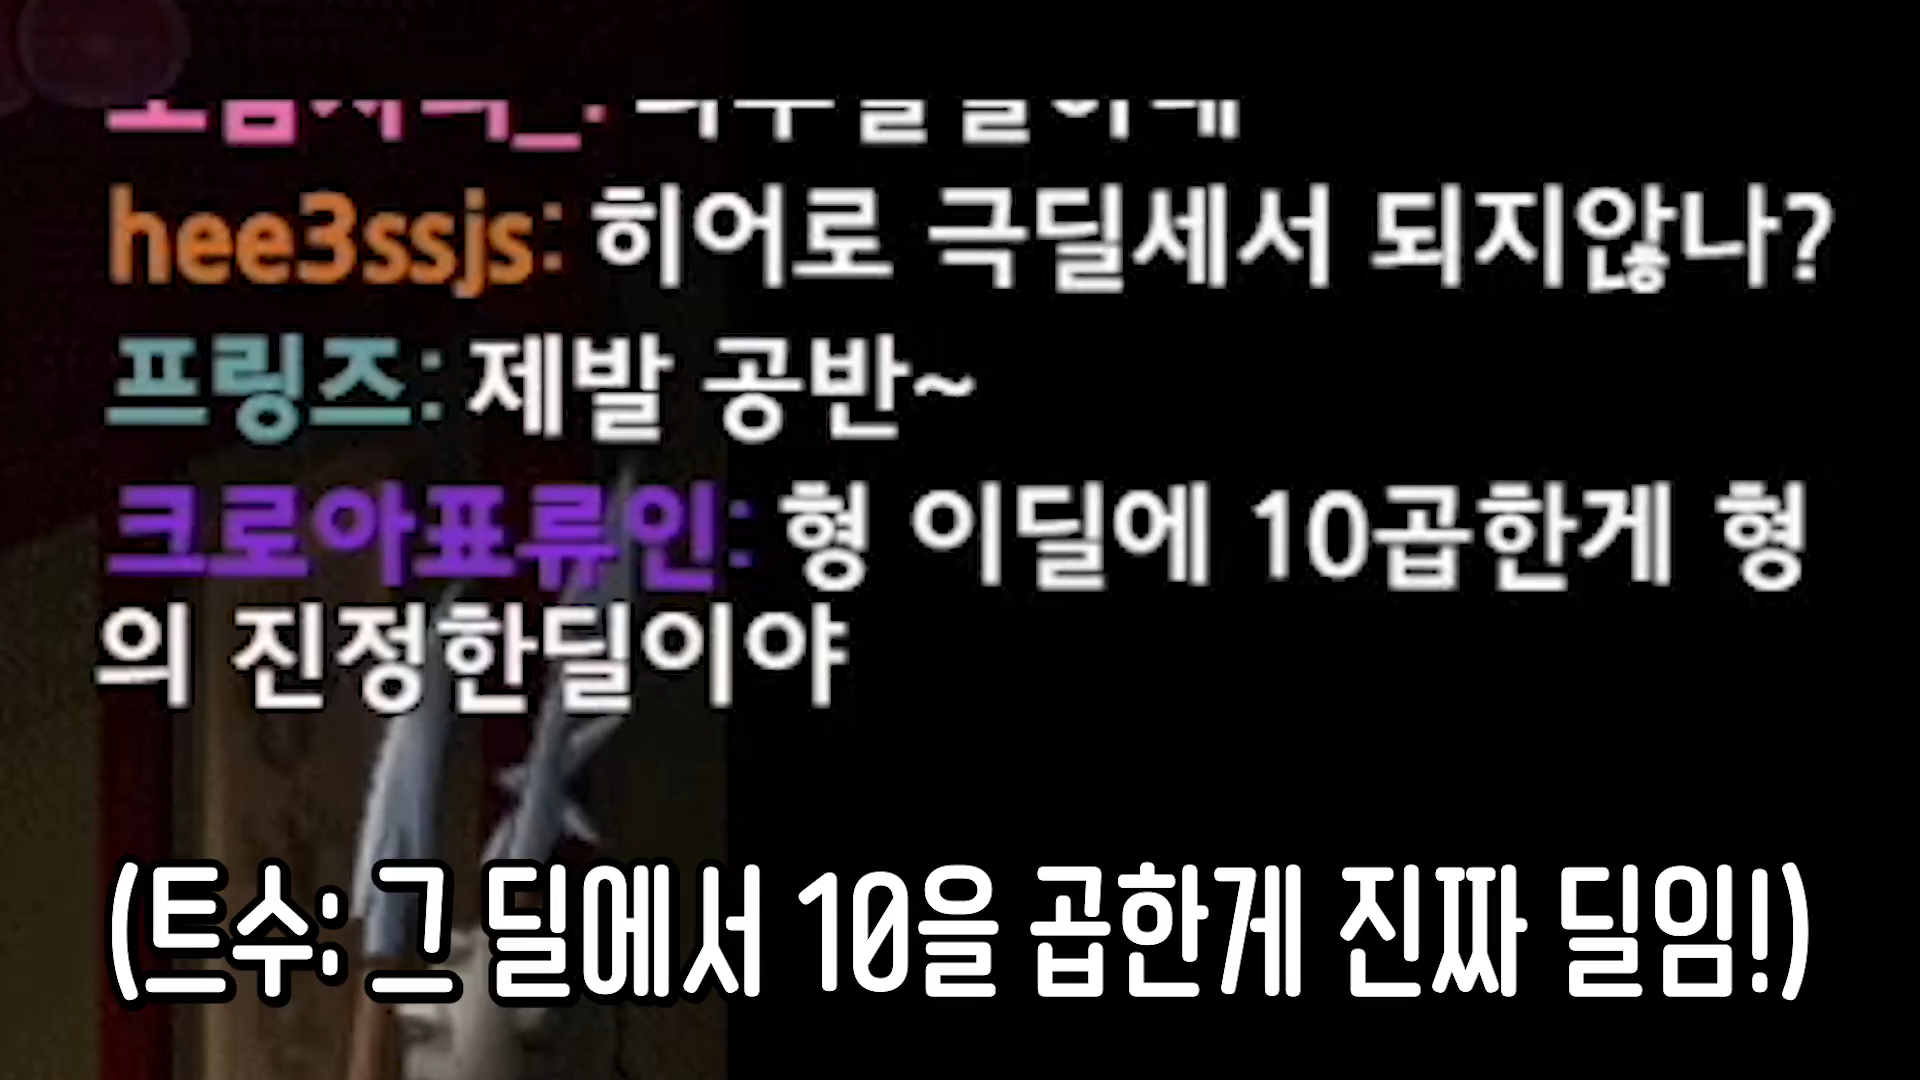 hee3ssjs: 히어로 극딜세서 되지않나?
프링즈: 제발 공반~
크로아표류인: 형 이딜에 10곱한게 형
의 진정한딜이야
(트수: 그 딜에서 10을 곱한게 진짜 딜임!)